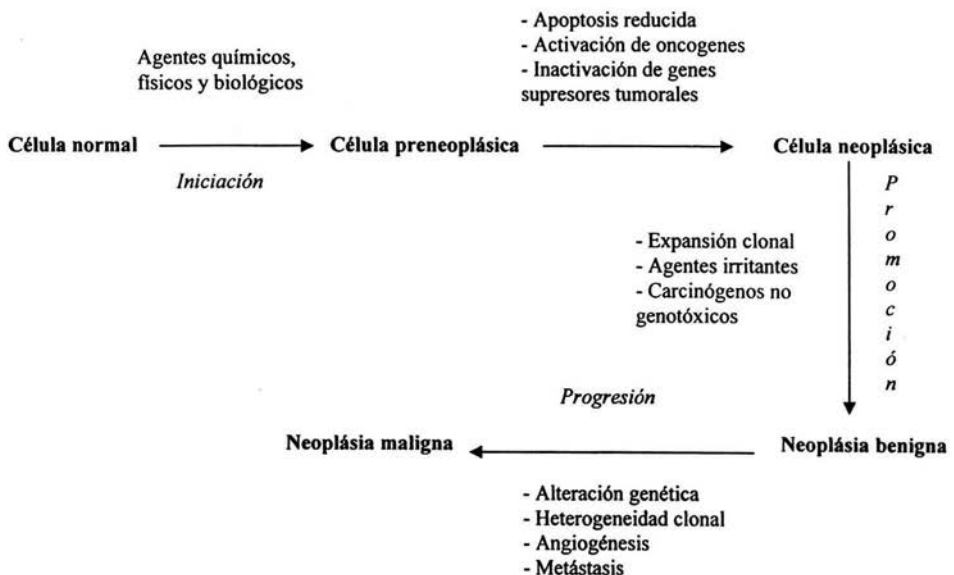 Agentes químicos,
físicos y biológicos
- Apoptosis reducida
- Activación de oncogenes
- Inactivación de genes
supresores tumorales
Célula normal
Iniciación
Célula preneoplásica
Célula neoplásica
- Expansión clonal
- Agentes irritantes
- Carcinógenos no
genotóxicos
Promoción
Progresión
Neoplásia maligna
Neoplásia benigna
- Alteración genética
- Heterogeneidad clonal
- Angiogénesis
- Metástasis